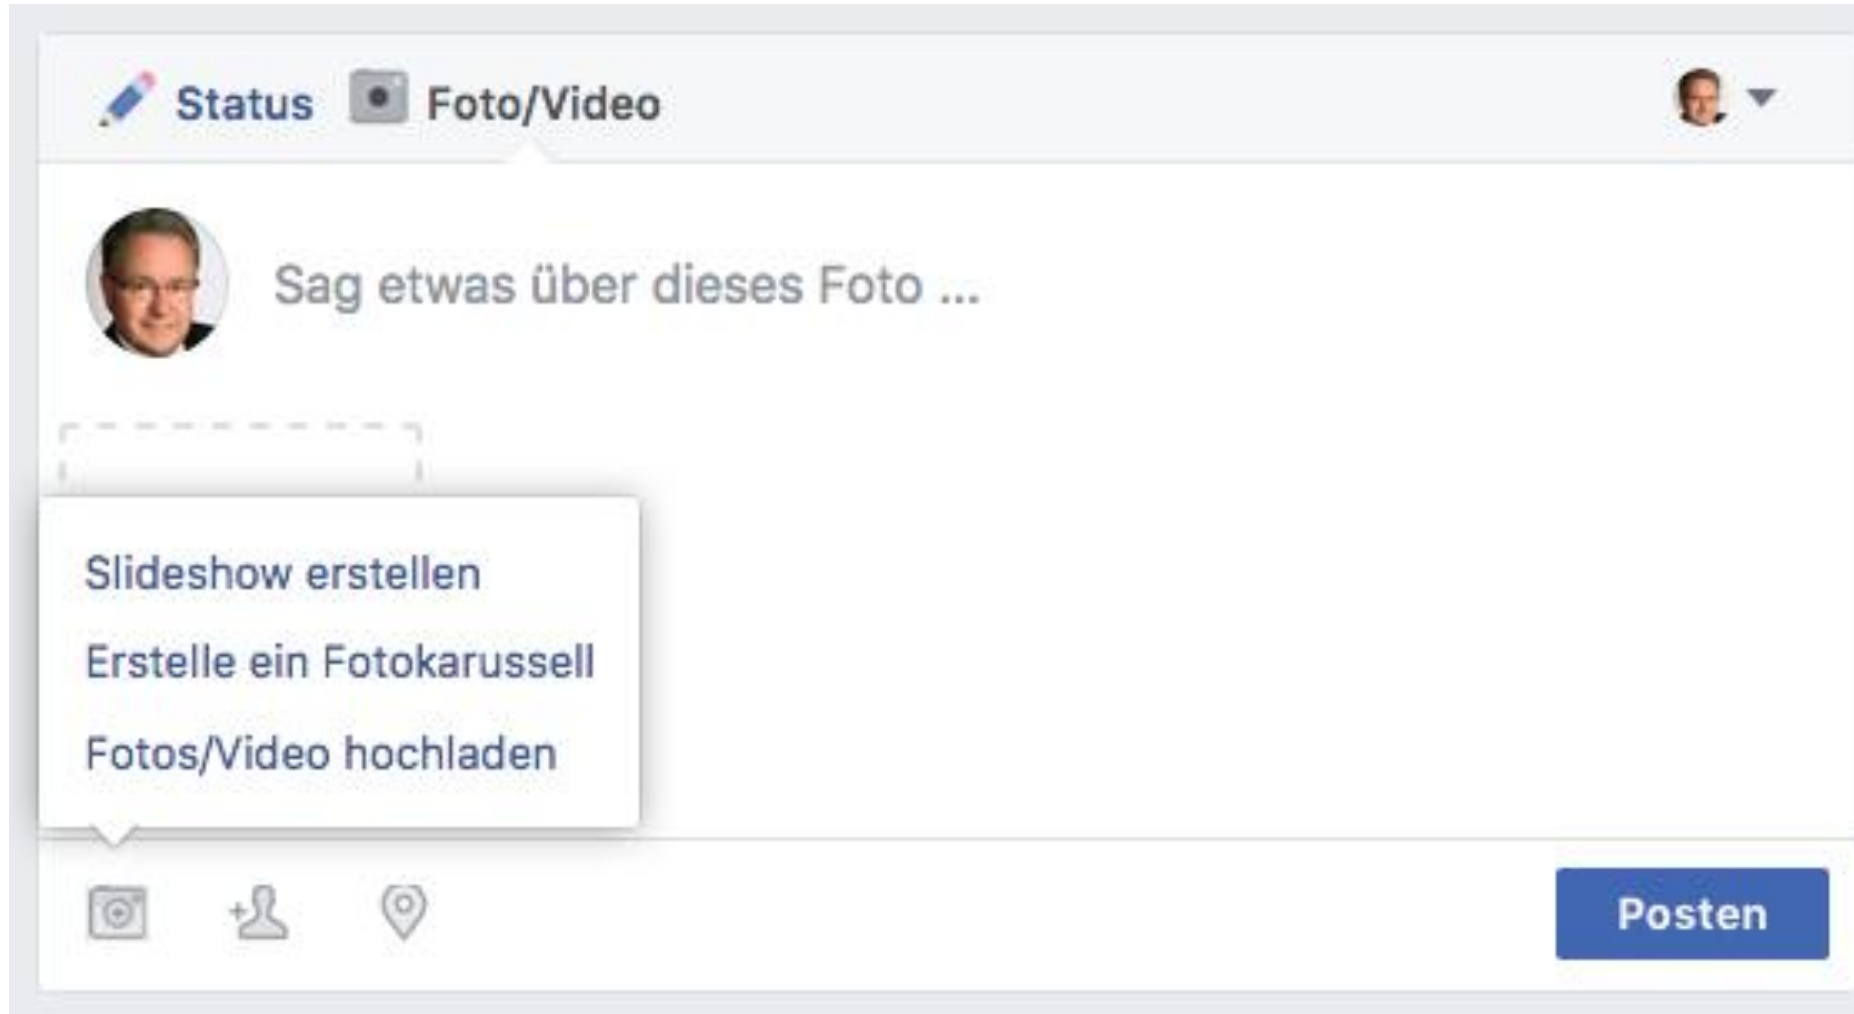 Status Foto/Video
Sag etwas über dieses Foto ...
Slideshow erstellen
Erstelle ein Fotokarussell
Fotos/Video hochladen
Posten